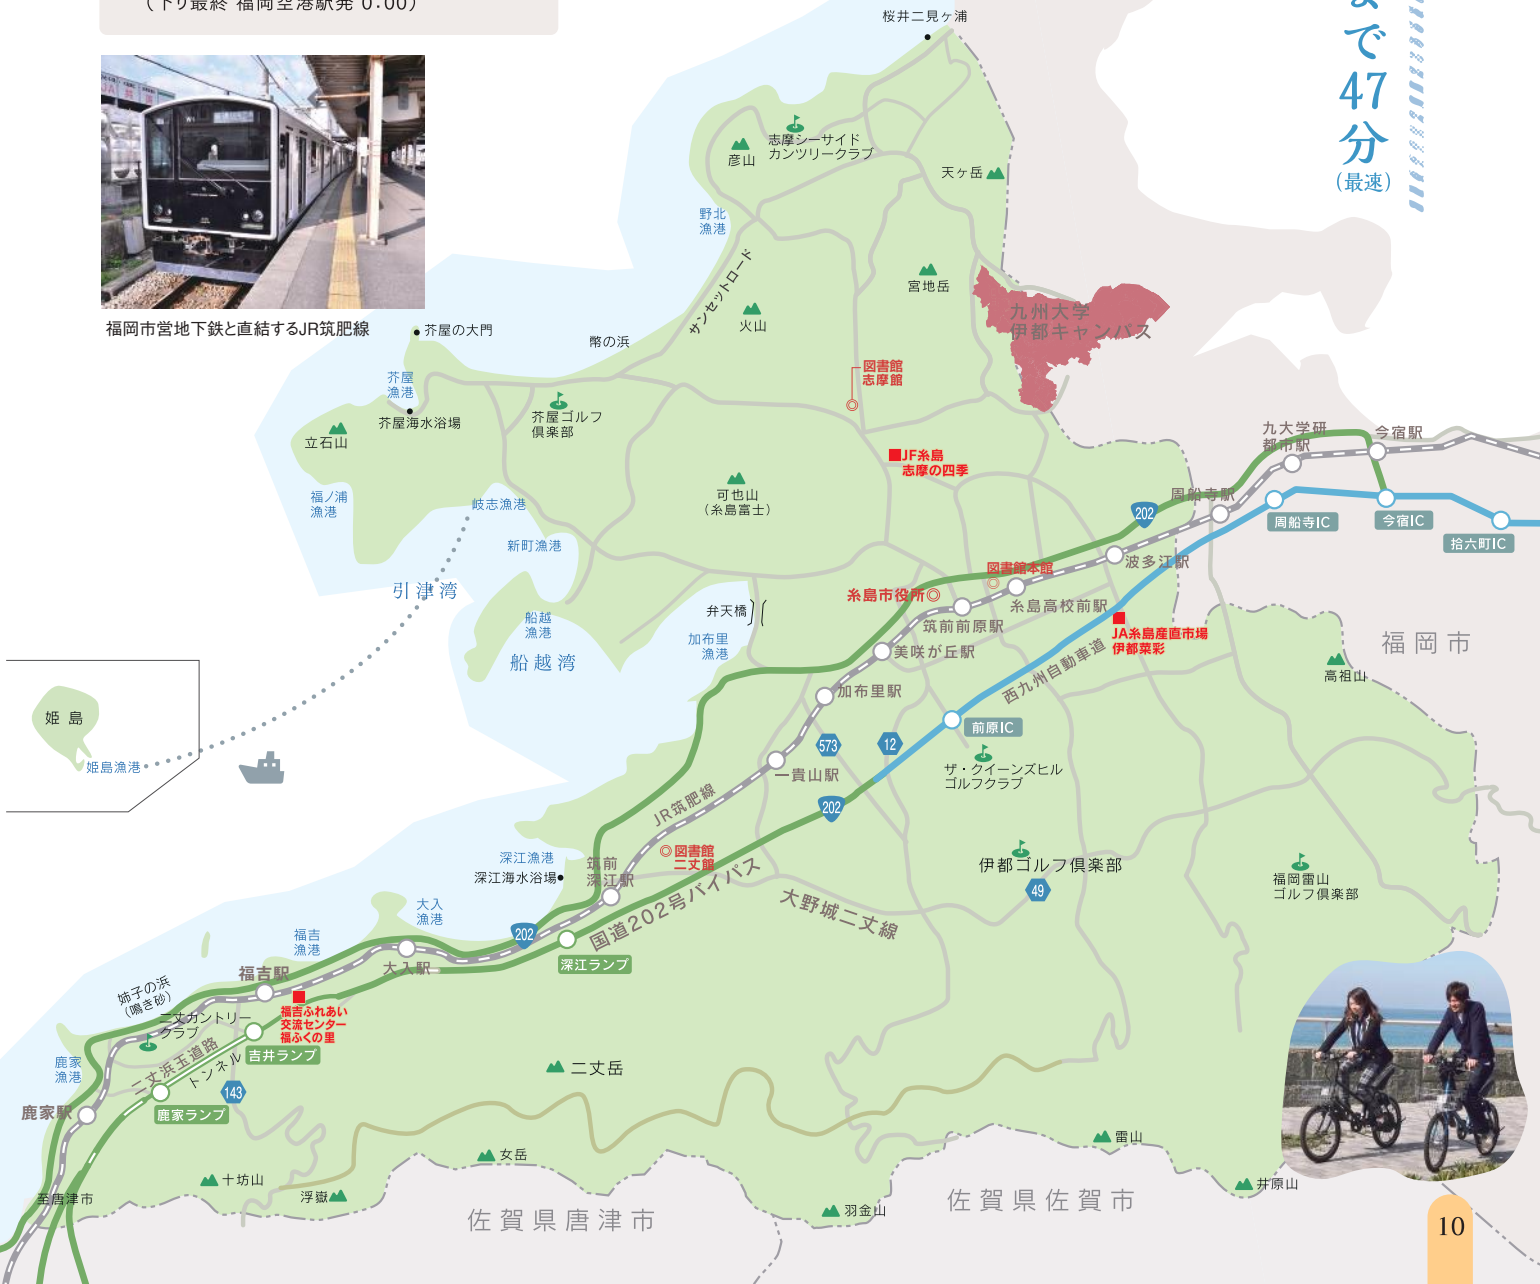 （下り最終 福岡空港駅発 0:00）
まで47分
（最速）
福岡市営地下鉄と直結するJR筑肥線
桜井二見ヶ浦
志摩シーサイド
カンツリークラブ
彦山
天ヶ岳
野北
漁港
サンセットロード
宮地岳
火山
九州大学
伊都キャンパス
芥屋の大門
幣の浜
図書館
志摩館
芥屋
漁港
芥屋海水浴場
芥屋ゴルフ
倶楽部
立石山
JF糸島
志摩の四季
九大学研
都市駅
今宿駅
可也山
（糸島富士）
福ノ浦
漁港
岐志漁港
周船寺駅
202
周船寺IC
今宿IC
拾六町IC
新町漁港
波多江駅
図書館本館
引津湾
糸島市役所
糸島高校前駅
弁天橋
船越
漁港
筑前前原駅
JA糸島産直市場
伊都菜彩
福岡市
加布里
漁港
船越湾
美咲が丘駅
西九州自動車道
高祖山
加布里駅
姫島
前原IC
573
12
姫島漁港
一貴山駅
ザ・クイーンズヒル
ゴルフクラブ
JR筑肥線
202
図書館
二丈館
深江漁港
深江海水浴場
筑前
深江駅
伊都ゴルフ倶楽部
49
福岡雷山
ゴルフ倶楽部
国道202号バイパス
大野城二丈線
大入
漁港
202
福吉
漁港
大入駅
深江ランプ
福吉駅
姉子の浜
（鳴き砂）
福吉ふれあい
交流センター
福ふくの里
二丈カントリー
クラブ
吉井ランプ
二丈浜玉道路
トンネル
鹿家
漁港
二丈岳
143
鹿家駅
鹿家ランプ
雷山
女岳
十坊山
浮嶽
井原山
至唐津市
羽金山
佐賀県唐津市
佐賀県佐賀市
10